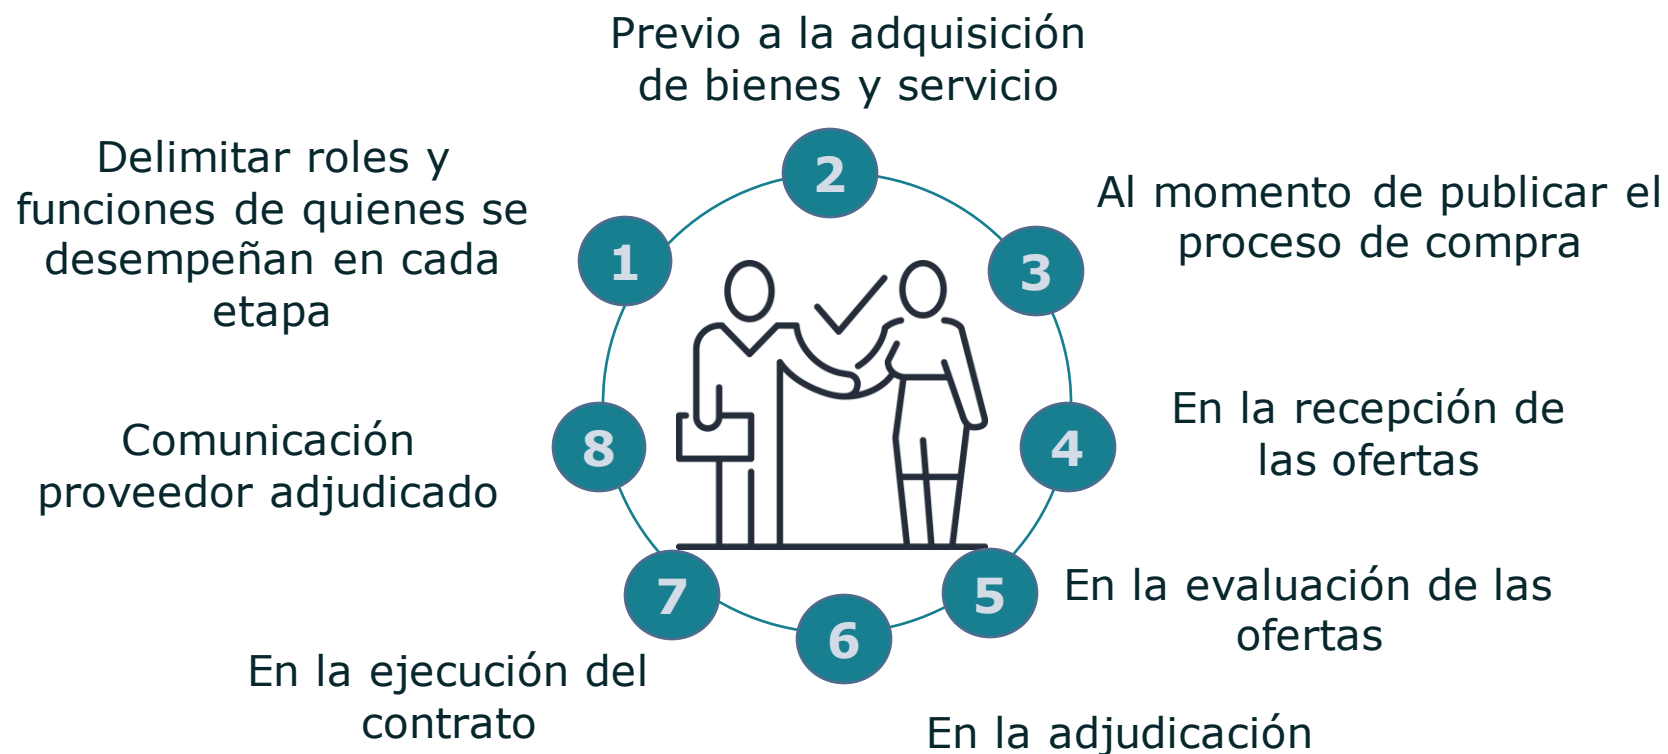 1
Delimitar roles y
funciones de quienes se
desempeñan en cada
etapa
2
Previo a la adquisición
de bienes y servicio
3
Al momento de publicar el
proceso de compra
4
En la recepción de
las ofertas
5
En la evaluación de las
ofertas
6
En la adjudicación
7
En la ejecución del
contrato
8
Comunicación
proveedor adjudicado